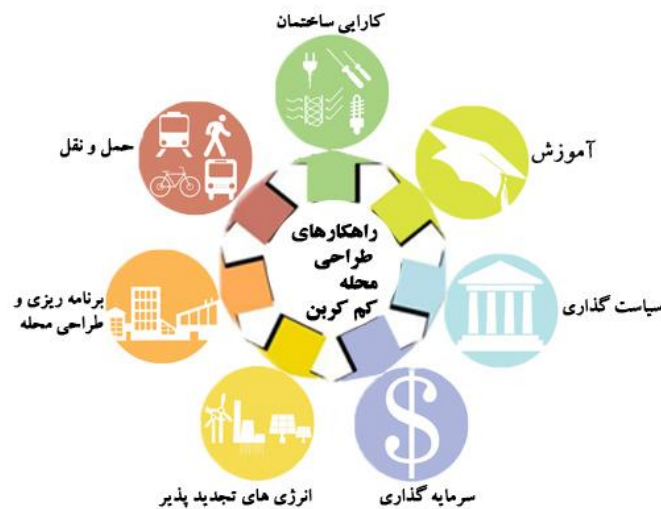 کارایی ساختمان
آموزش
سیاست گذاری
سرمایه گذاری
انرژی های تجدید پذیر
برنامه ریزی و
طراحی محله
حمل و نقل
راهکارهای
طراحی
محله
کم کربن